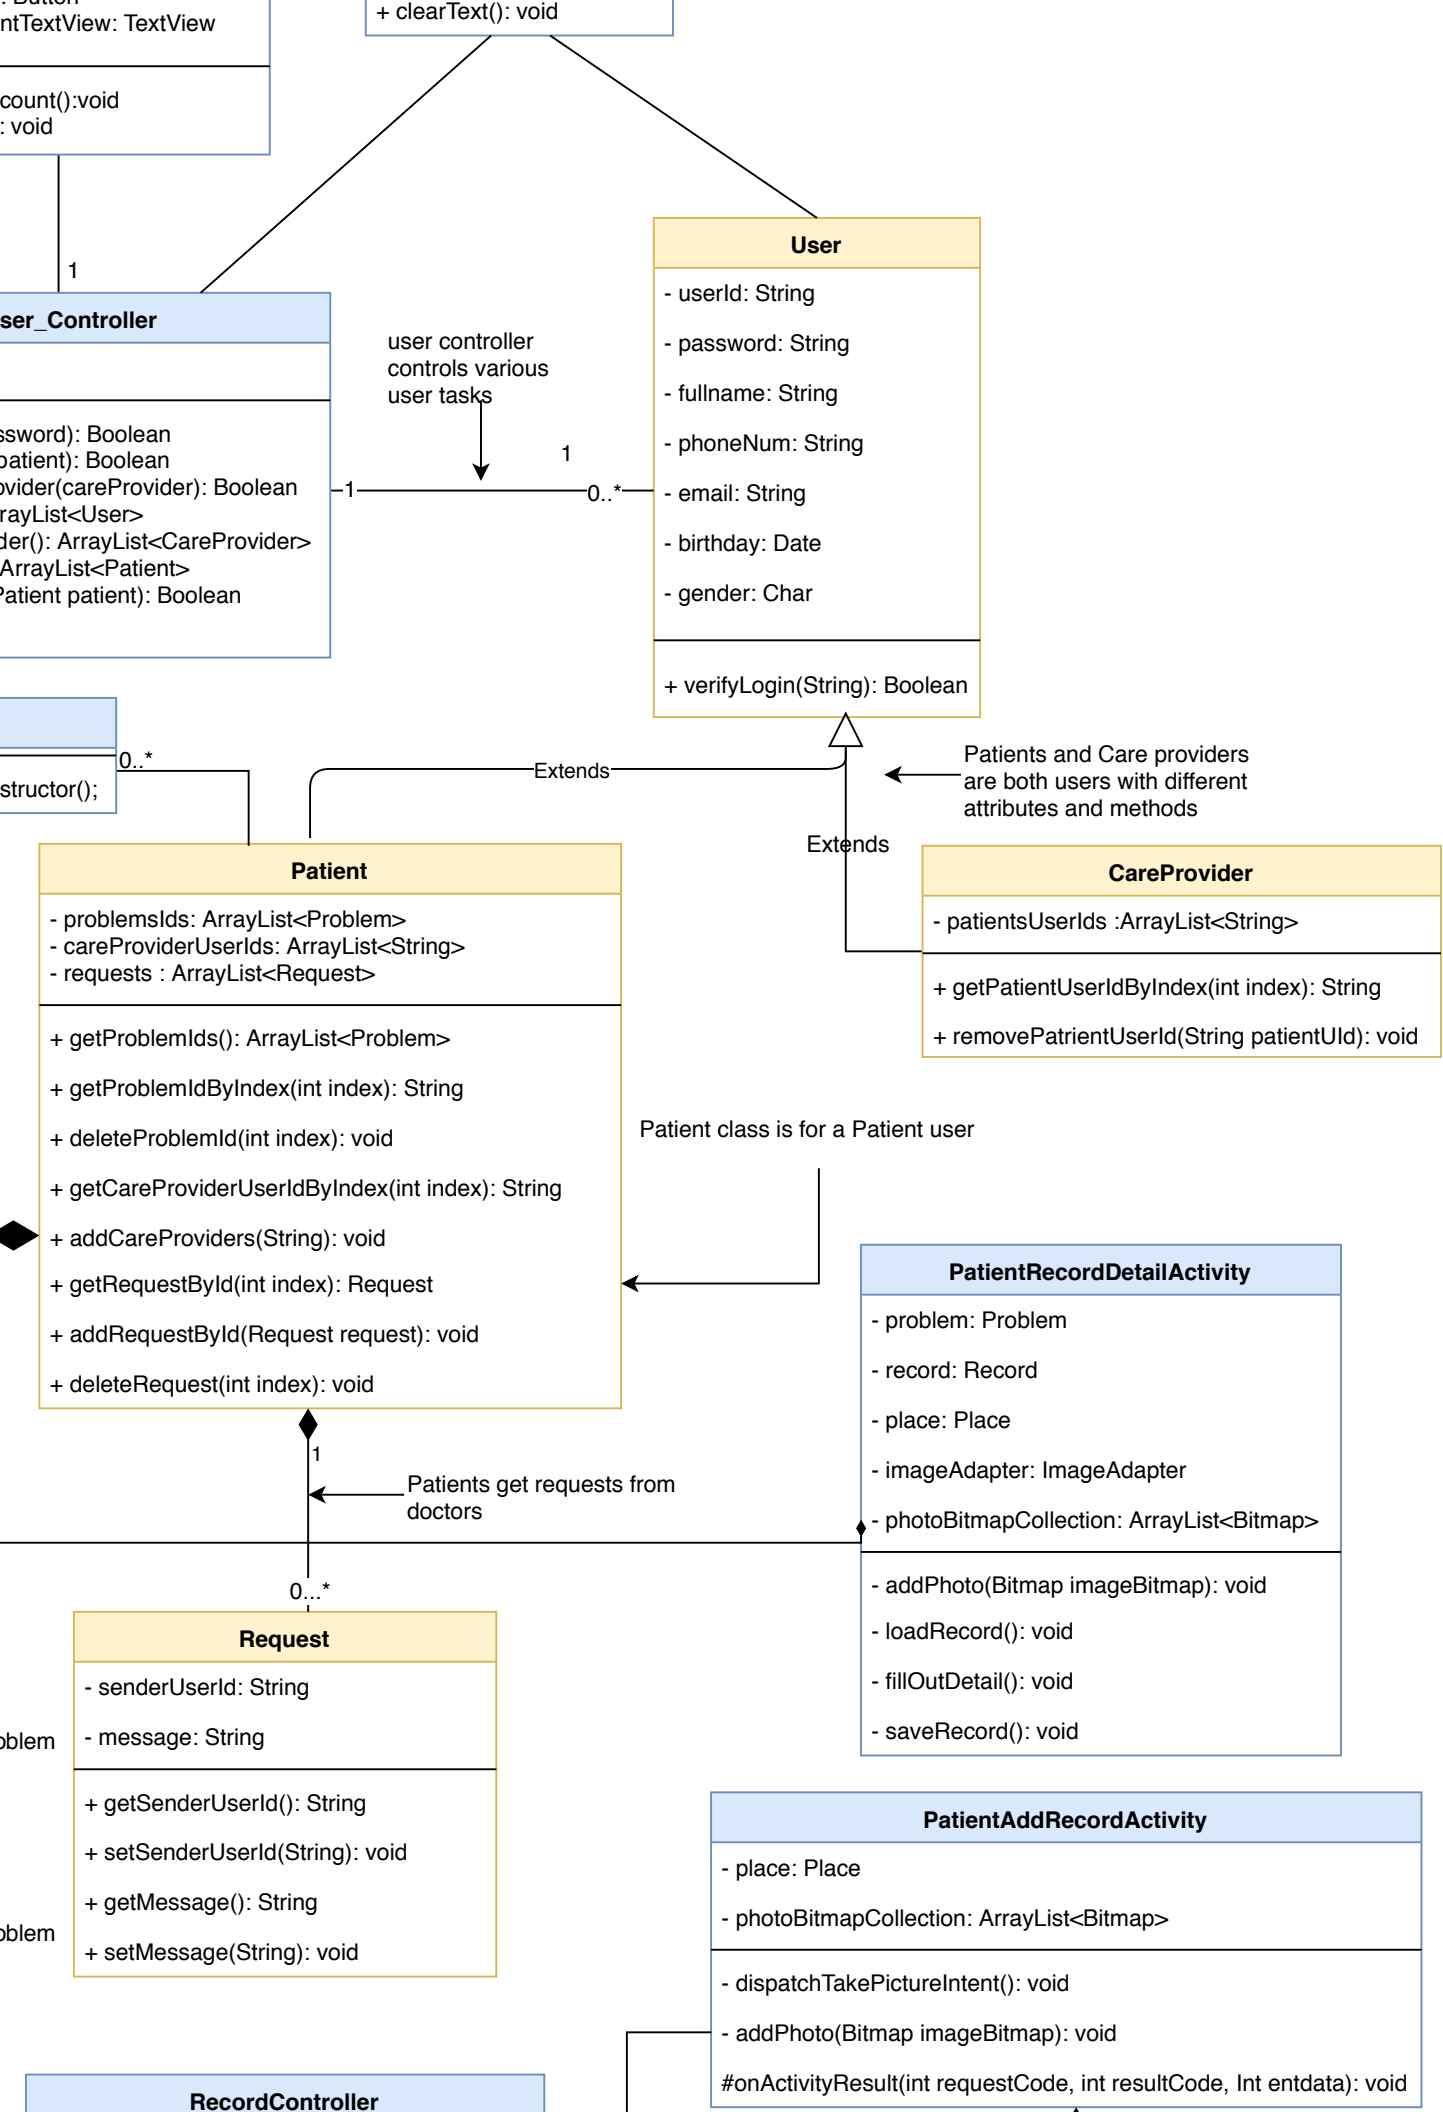 : Button
ntTextView: TextView
count():void
: void
+ clearText(): void
1
ser_Controller
ssword): Boolean
patient): Boolean
ovider(careProvider): Boolean
rrayList<User>
der(): ArrayList<CareProvider>
ArrayList<Patient>
Patient patient): Boolean
user controller
controls various
user tasks
1
1
0..*
User
- userId: String
- password: String
- fullname: String
- phoneNum: String
- email: String
- birthday: Date
- gender: Char
+ verifyLogin(String): Boolean
0..*
structor();
Extends
Extends
Patients and Care providers
are both users with different
attributes and methods
Patient
- problemsIds: ArrayList<Problem>
- careProviderUserIds: ArrayList<String>
- requests : ArrayList<Request>
+ getProblemIds(): ArrayList<Problem>
+ getProblemIdByIndex(int index): String
+ deleteProblemId(int index): void
+ getCareProviderUserIdByIndex(int index): String
+ addCareProviders(String): void
+ getRequestById(int index): Request
+ addRequestById(Request request): void
+ deleteRequest(int index): void
CareProvider
- patientsUserIds :ArrayList<String>
+ getPatientUserIdByIndex(int index): String
+ removePatrientUserId(String patientUId): void
Patient class is for a Patient user
1
Patients get requests from
doctors
0...*
PatientRecordDetailActivity
- problem: Problem
- record: Record
- place: Place
- imageAdapter: ImageAdapter
- photoBitmapCollection: ArrayList<Bitmap>
- addPhoto(Bitmap imageBitmap): void
- loadRecord(): void
- fillOutDetail(): void
- saveRecord(): void
Request
- senderUserId: String
- message: String
+ getSenderUserId(): String
+ setSenderUserId(String): void
+ getMessage(): String
+ setMessage(String): void
oblem
oblem
PatientAddRecordActivity
- place: Place
- photoBitmapCollection: ArrayList<Bitmap>
- dispatchTakePictureIntent(): void
- addPhoto(Bitmap imageBitmap): void
#onActivityResult(int requestCode, int resultCode, Int entdata): void
RecordController